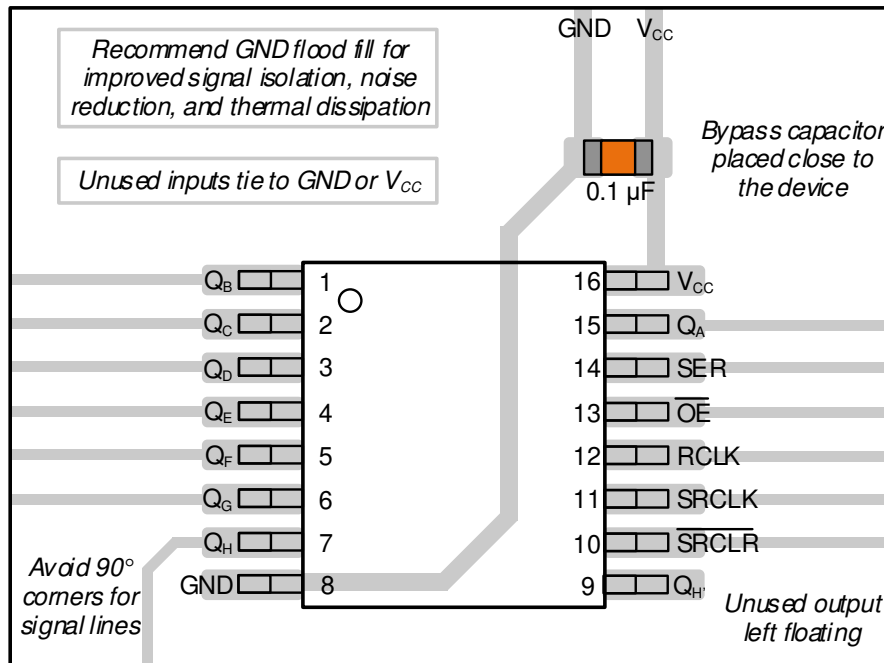 Recommend GND flood fill for
improved signal isolation, noise
reduction, and thermal dissipation
Unused inputs tie to GND or VCC
GND VCC
0.1 µF
Bypass capacitor
placed close to
the device
QB 1
QC 2
QD 3
QE 4
QF 5
QG 6
QH 7
GND 8
16 VCC
15 QA
14 SER
13 O̅E̅
12 RCLK
11 SRCLK
10 S̅R̅C̅L̅R̅
9 QH'
Avoid 90°
corners for
signal lines
Unused output
left floating